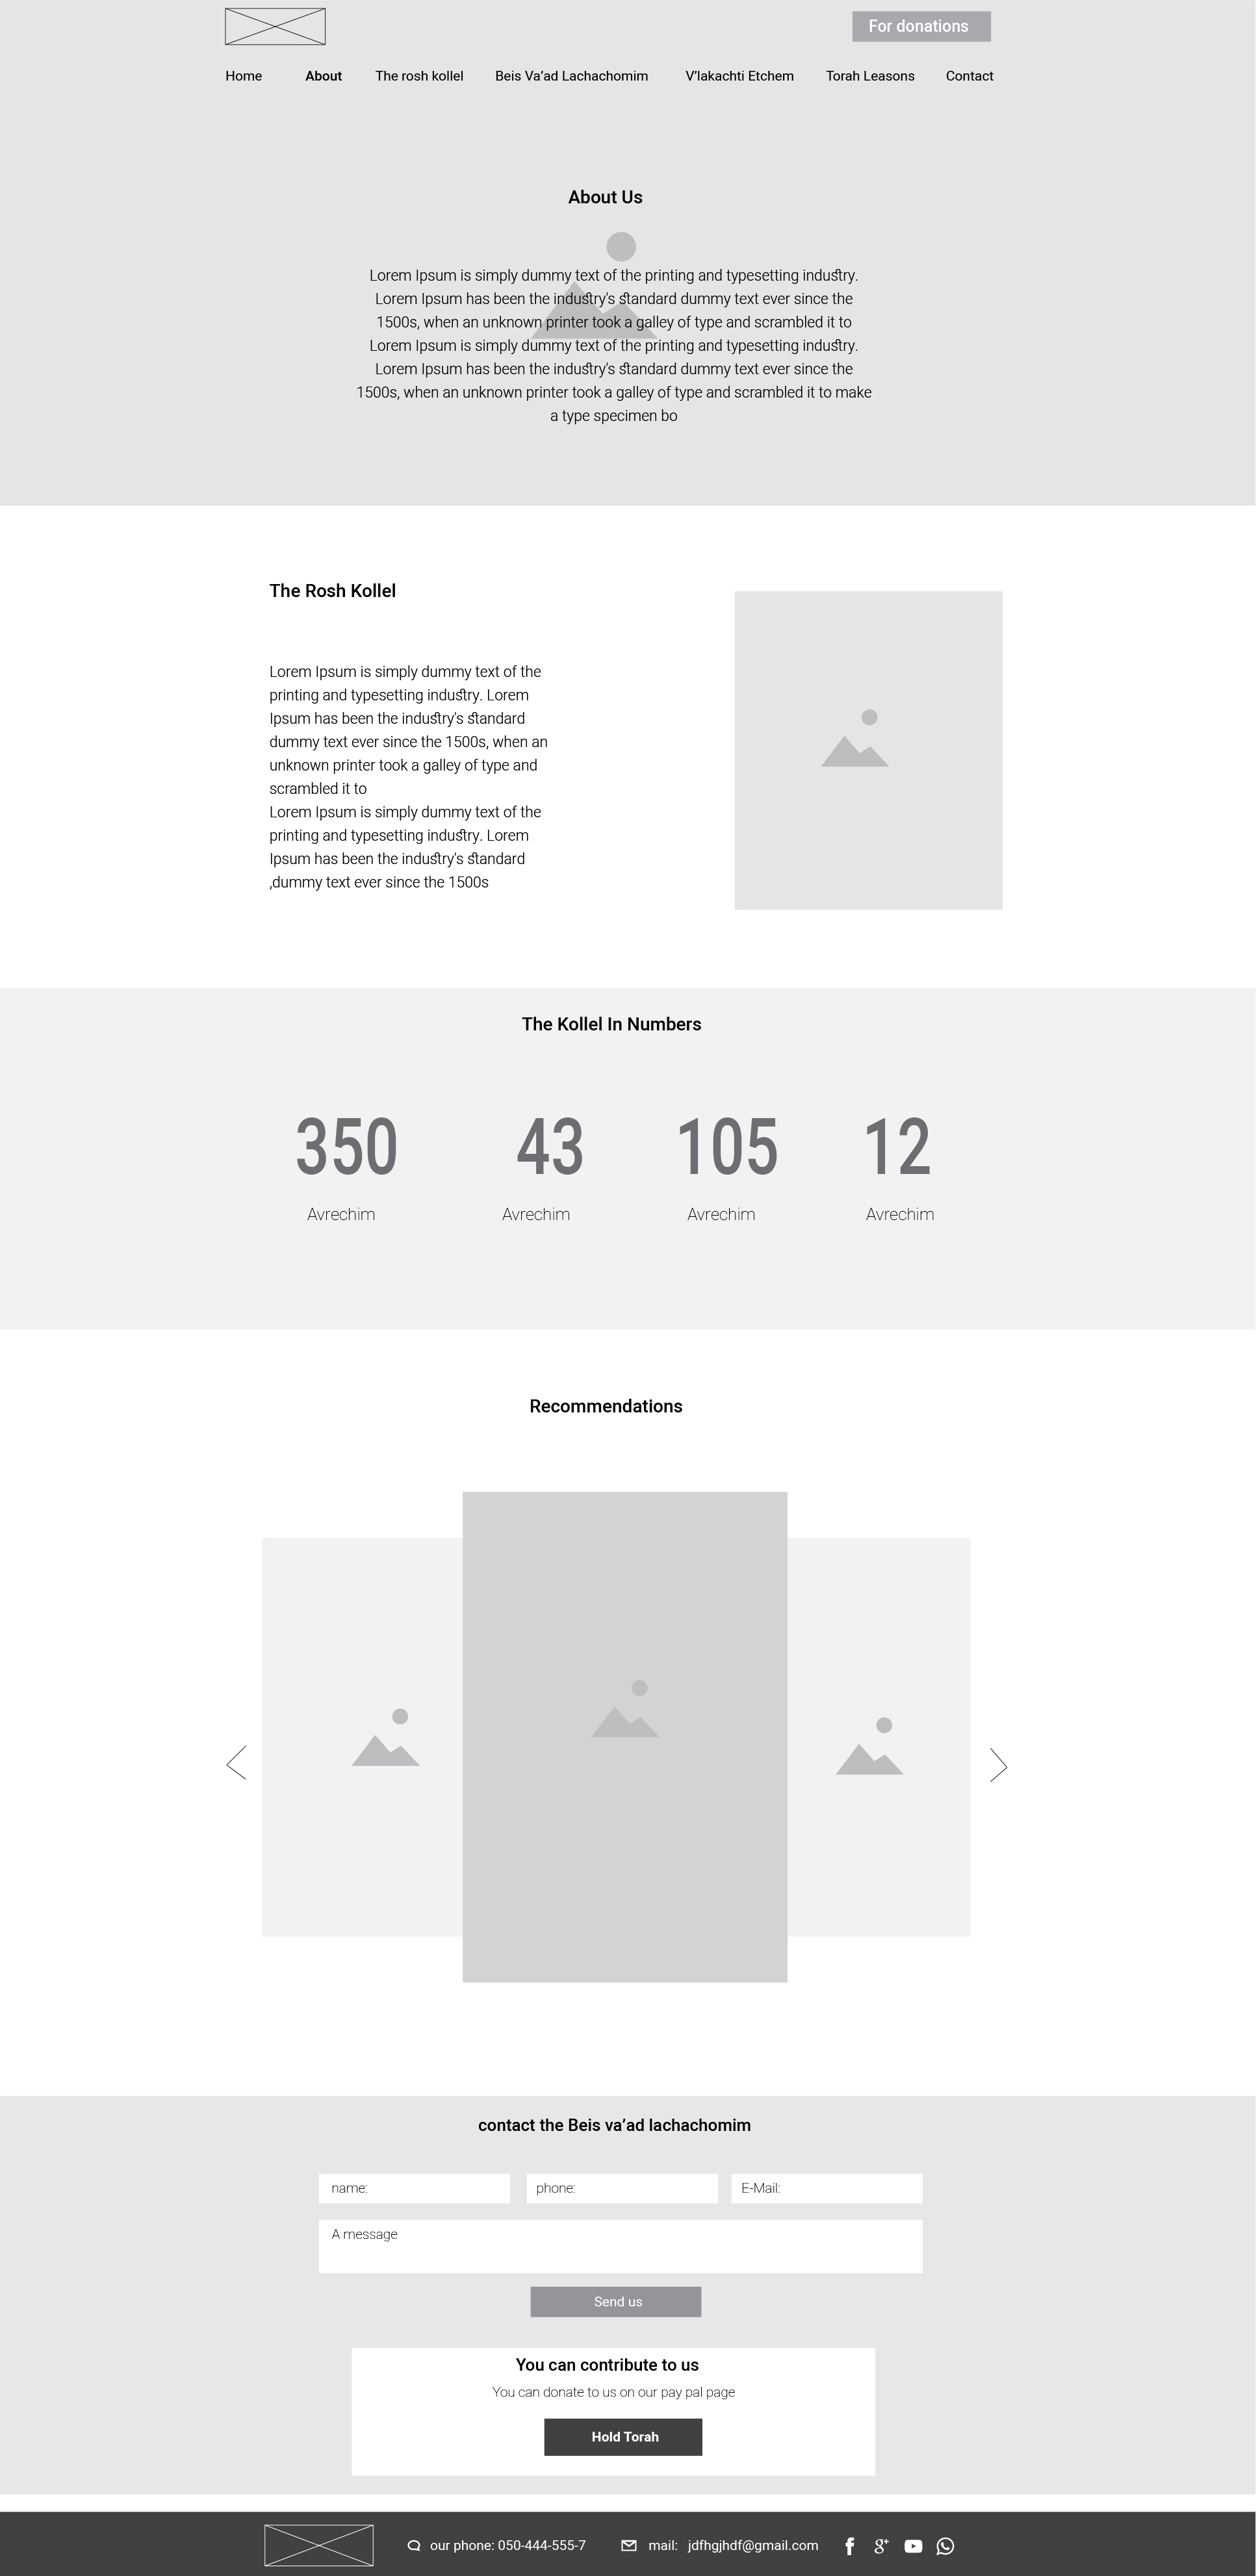 For donations
Home About The rosh kollel Beis Va’ad Lachachomim V’lakachti Etchem Torah Leasons Contact
About Us
Lorem Ipsum is simply dummy text of the printing and typesetting industry.
Lorem Ipsum has been the industry's standard dummy text ever since the
1500s, when an unknown printer took a galley of type and scrambled it to
Lorem Ipsum is simply dummy text of the printing and typesetting industry.
Lorem Ipsum has been the industry's standard dummy text ever since the
1500s, when an unknown printer took a galley of type and scrambled it to make
a type specimen bo
The Rosh Kollel
Lorem Ipsum is simply dummy text of the
printing and typesetting industry. Lorem
Ipsum has been the industry's standard
dummy text ever since the 1500s, when an
unknown printer took a galley of type and
scrambled it to
Lorem Ipsum is simply dummy text of the
printing and typesetting industry. Lorem
Ipsum has been the industry's standard
,dummy text ever since the 1500s
The Kollel In Numbers
350 43 105 12
Avrechim Avrechim Avrechim Avrechim
Recommendations
contact the Beis va’ad lachachomim
name: phone: E-Mail:
A message
Send us
You can contribute to us
You can donate to us on our pay pal page
Hold Torah
our phone: 050-444-555-7 mail: jdfhgjhdf@gmail.com